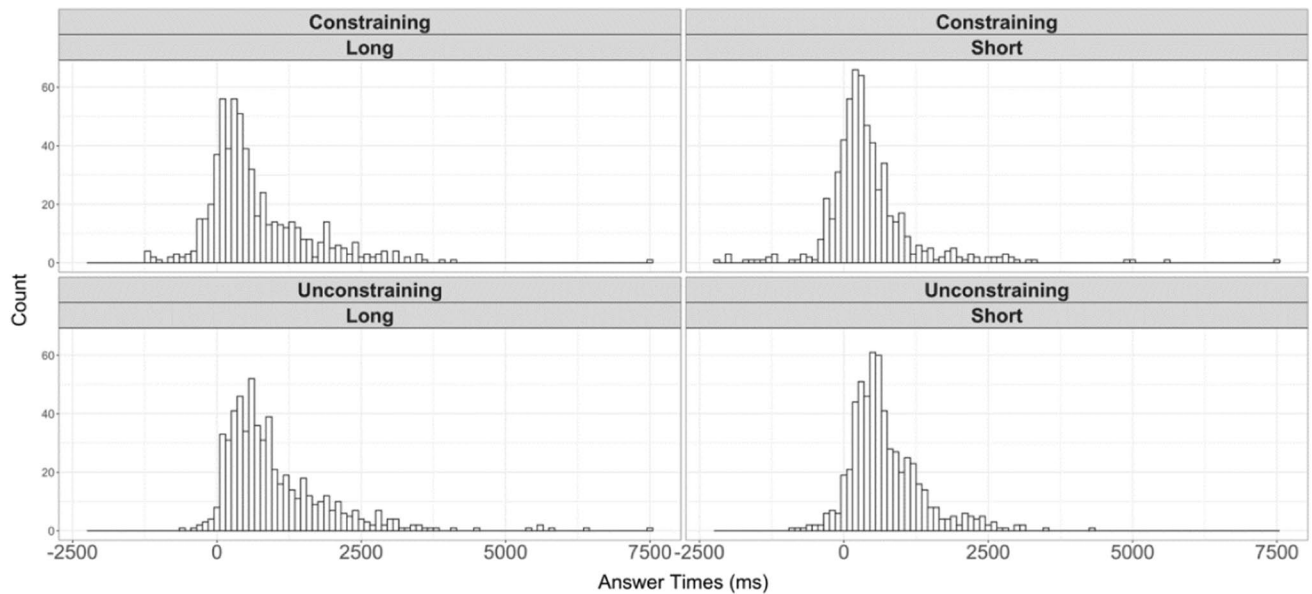 Constraining
Long
Constraining
Short
60
40
20
0
Unconstraining
Long
Unconstraining
Short
60
40
20
0
Count
-2500 0 2500 5000 7500 -2500 0 2500 5000 7500
Answer Times (ms)